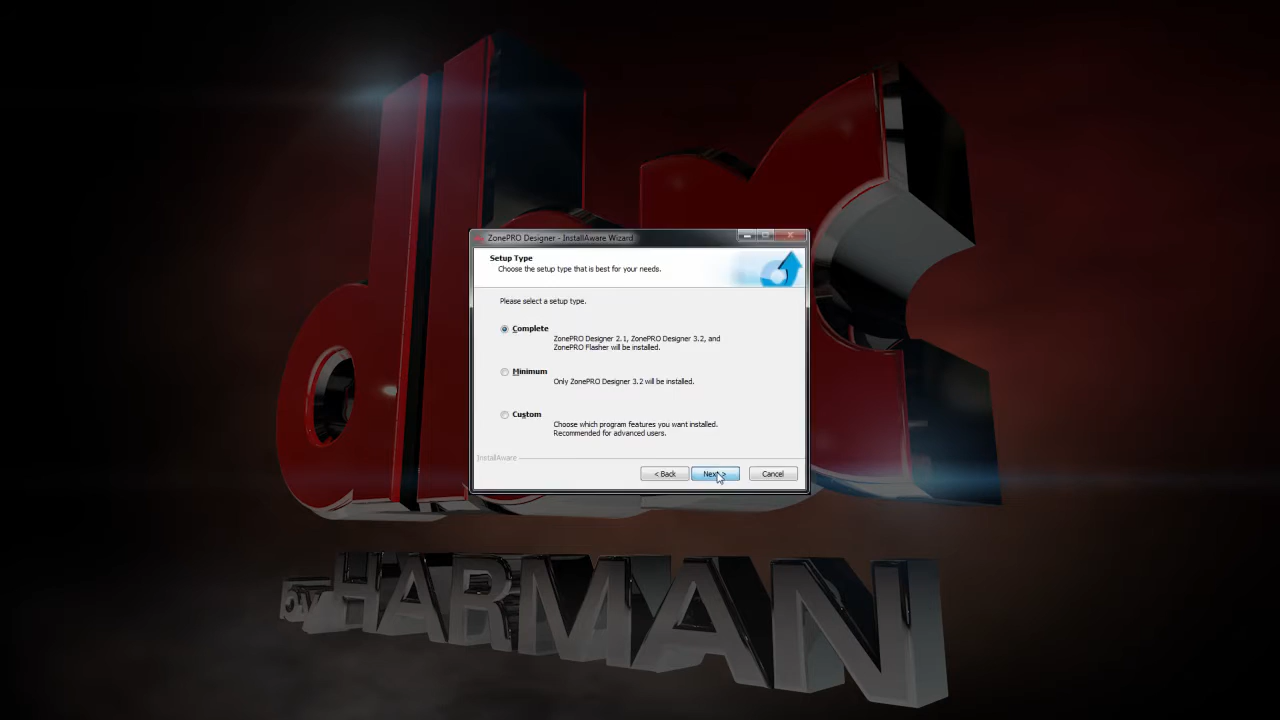 ZonePRO Designer - InstallAware Wizard
Setup Type
Choose the setup type that is best for your needs.
Please select a setup type.
Complete
ZonePRO Designer 2.1, ZonePRO Designer 3.2, and
ZonePRO Flasher will be installed.
Minimum
Only ZonePRO Designer 3.2 will be installed.
Custom
Choose which program features you want installed.
Recommended for advanced users.
InstallAware
< Back
Next >
Cancel
dbx
by HARMAN